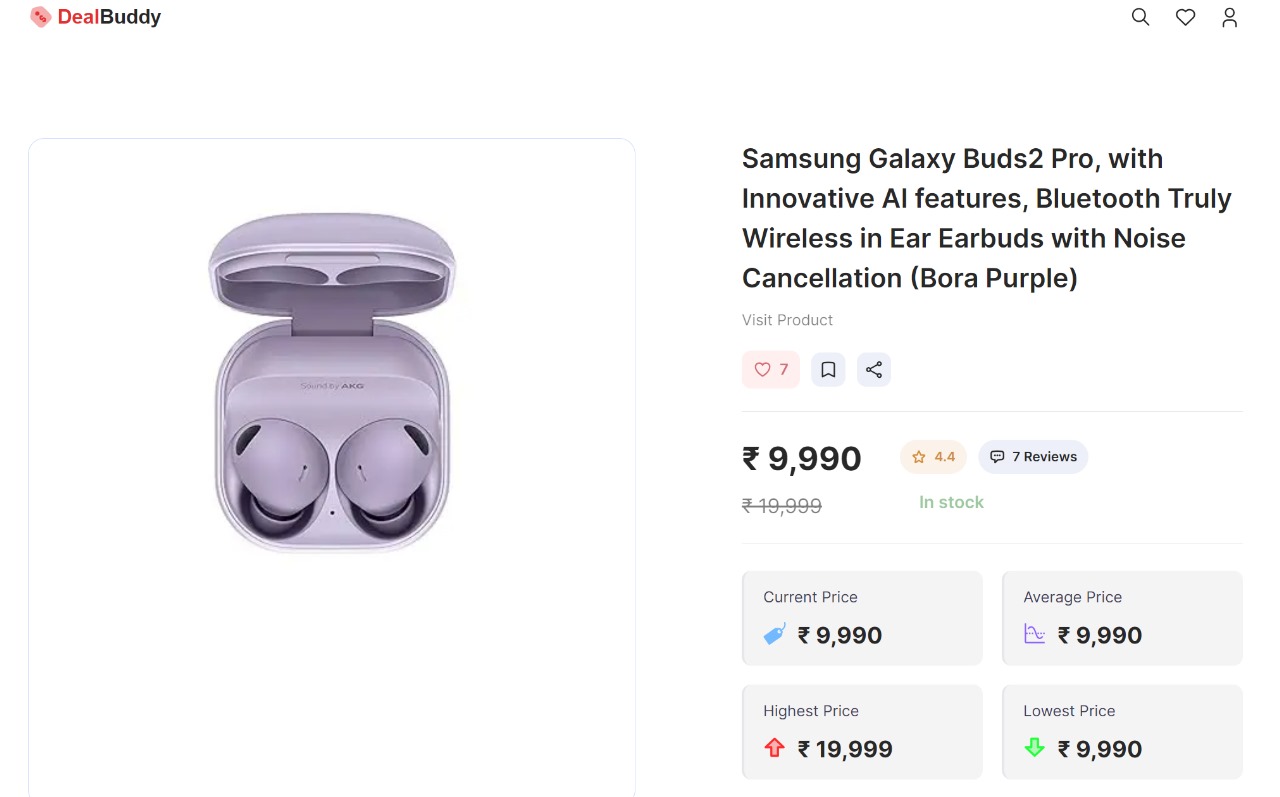 DealBuddy
Samsung Galaxy Buds2 Pro, with
Innovative AI features, Bluetooth Truly
Wireless in Ear Earbuds with Noise
Cancellation (Bora Purple)
Visit Product
7
₹ 9,990
4.4
7 Reviews
₹ 19,999
In stock
Sound by AKG
Current Price
₹ 9,990
Average Price
₹ 9,990
Highest Price
₹ 19,999
Lowest Price
₹ 9,990